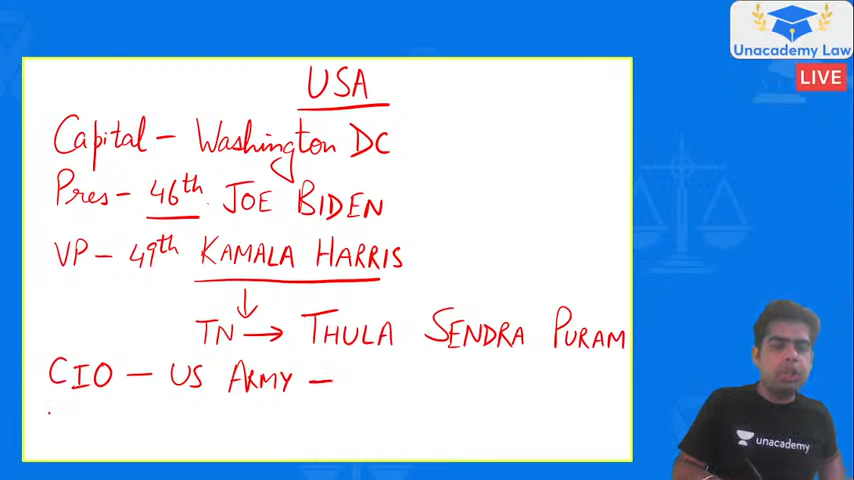 Unacademy Law
LIVE
USA
Capital - Washington DC
Pres - 46th JOE BIDEN
VP - 49th KAMALA HARRIS
↓
TN → THULA SENDRA PURAM
CIO - US ARMY -
unacademy